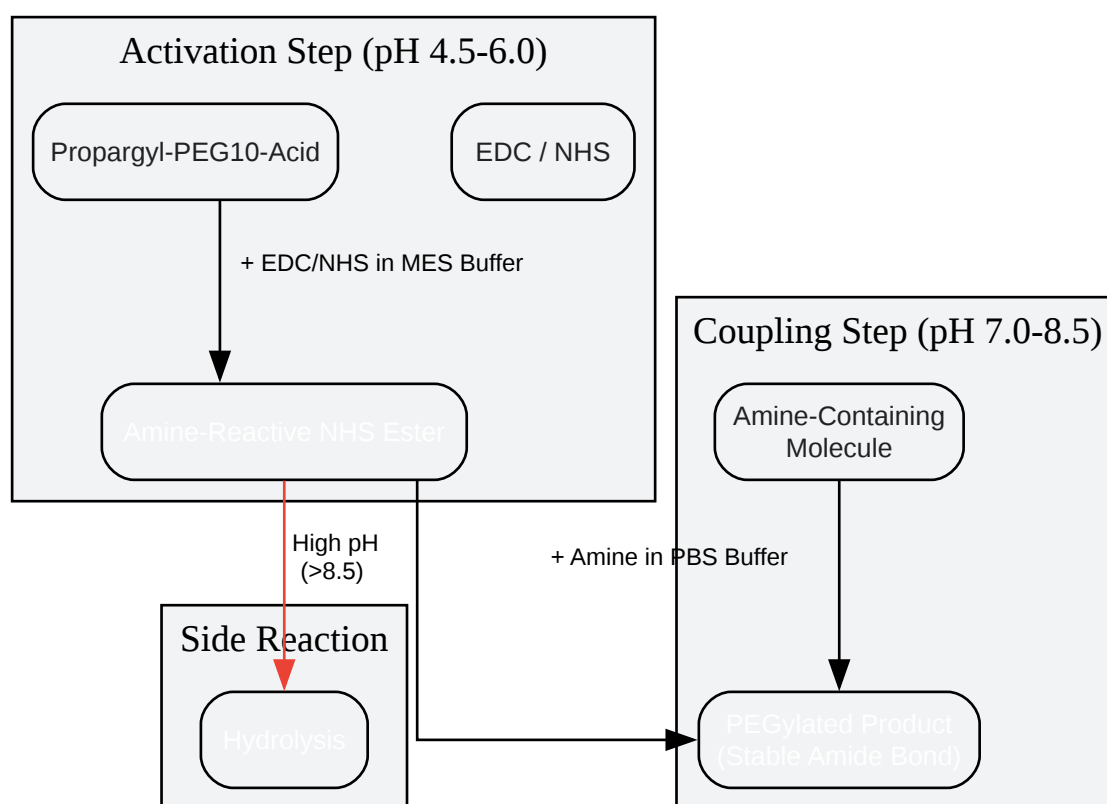 Activation Step (pH 4.5-6.0)
Propargyl-PEG10-Acid
EDC / NHS
+ EDC/NHS in MES Buffer
Amine-Reactive NHS Ester
High pH
(>8.5)
Side Reaction
Hydrolysis
Coupling Step (pH 7.0-8.5)
Amine-Containing
Molecule
+ Amine in PBS Buffer
PEGylated Product
(Stable Amide Bond)